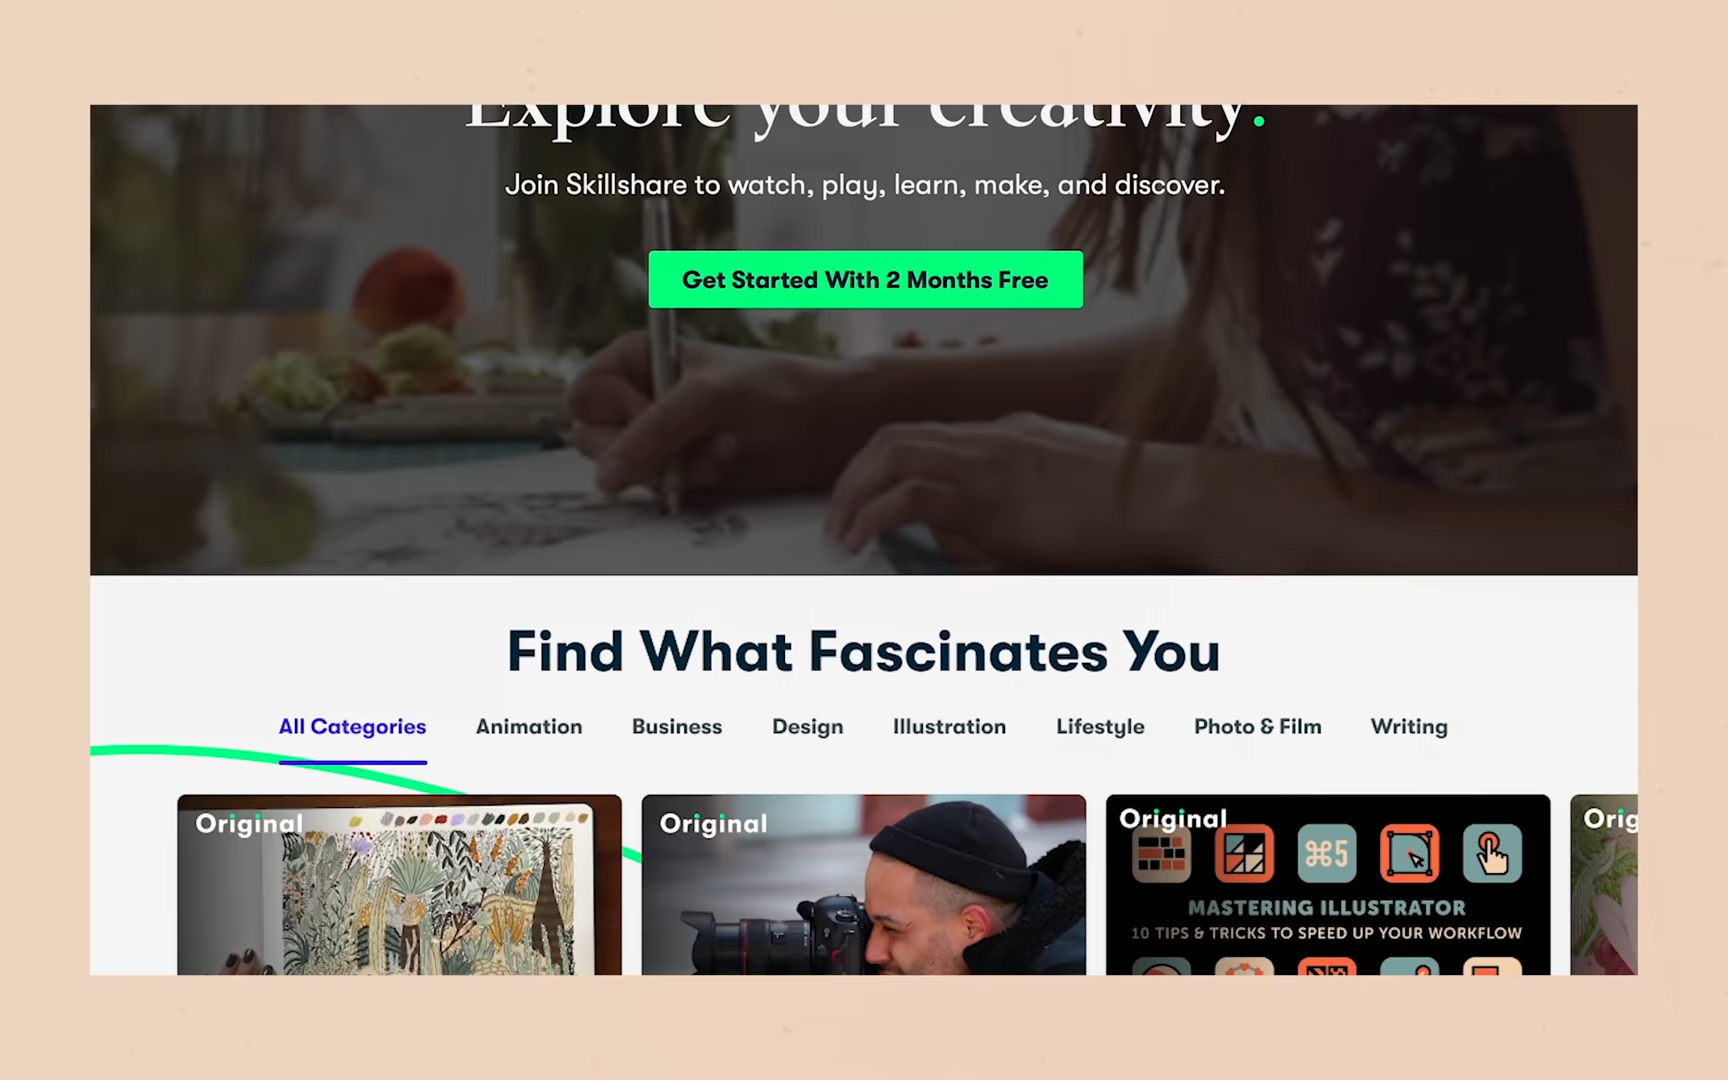 Explore your creativity.
Join Skillshare to watch, play, learn, make, and discover.
Get Started With 2 Months Free
Find What Fascinates You
All Categories Animation Business Design Illustration Lifestyle Photo & Film Writing
Original Original Original Orig
⌘5
MASTERING ILLUSTRATOR
10 TIPS & TRICKS TO SPEED UP YOUR WORKFLOW